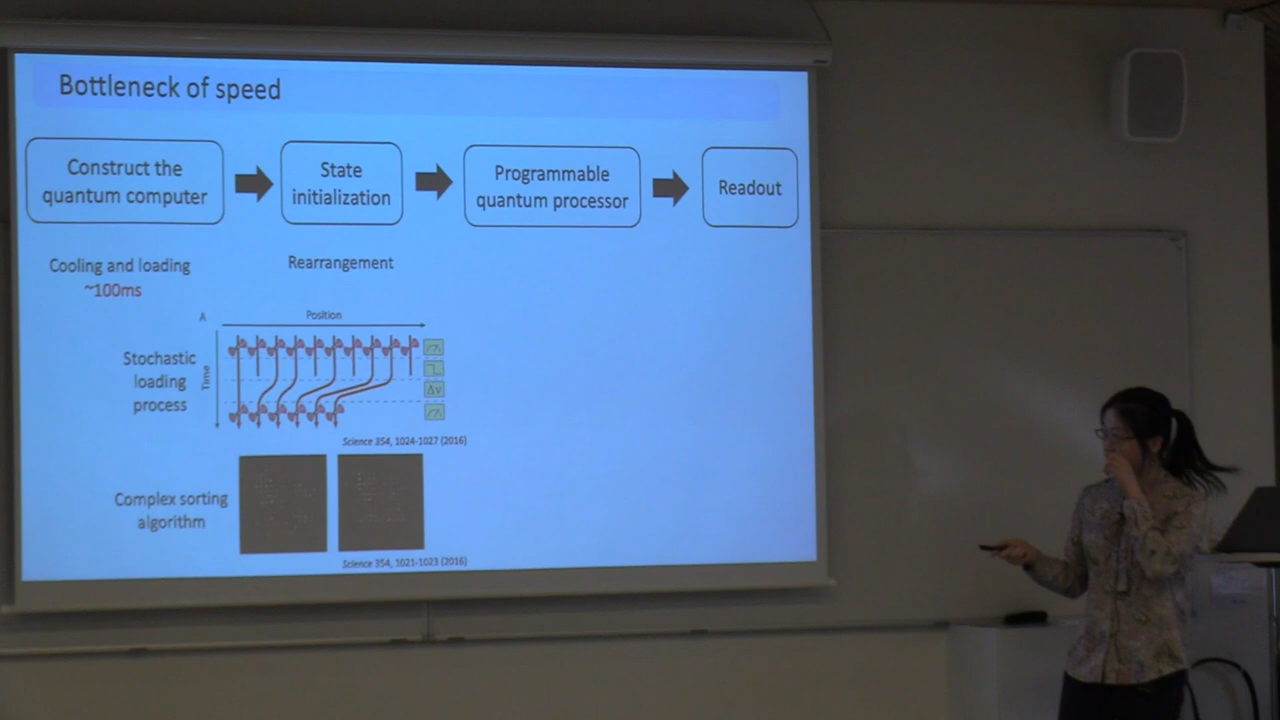 Bottleneck of speed
Construct the
quantum computer
State
initialization
Programmable
quantum processor
Readout
Cooling and loading
~100ms
Rearrangement
A
Position
Time
Stochastic
loading
process
Δν
Science 354, 1024-1027 (2016)
Complex sorting
algorithm
Science 354, 1021-1023 (2016)